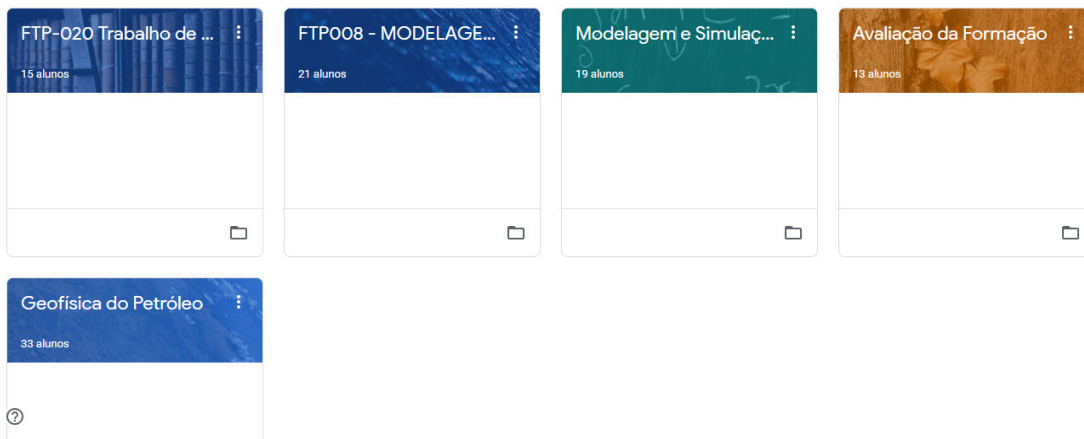 FTP-020 Trabalho de ...
15 alunos
FTP008 - MODELAGE...
21 alunos
Modelagem e Simulaç...
19 alunos
Avaliação da Formação
13 alunos
Geofísica do Petróleo
33 alunos